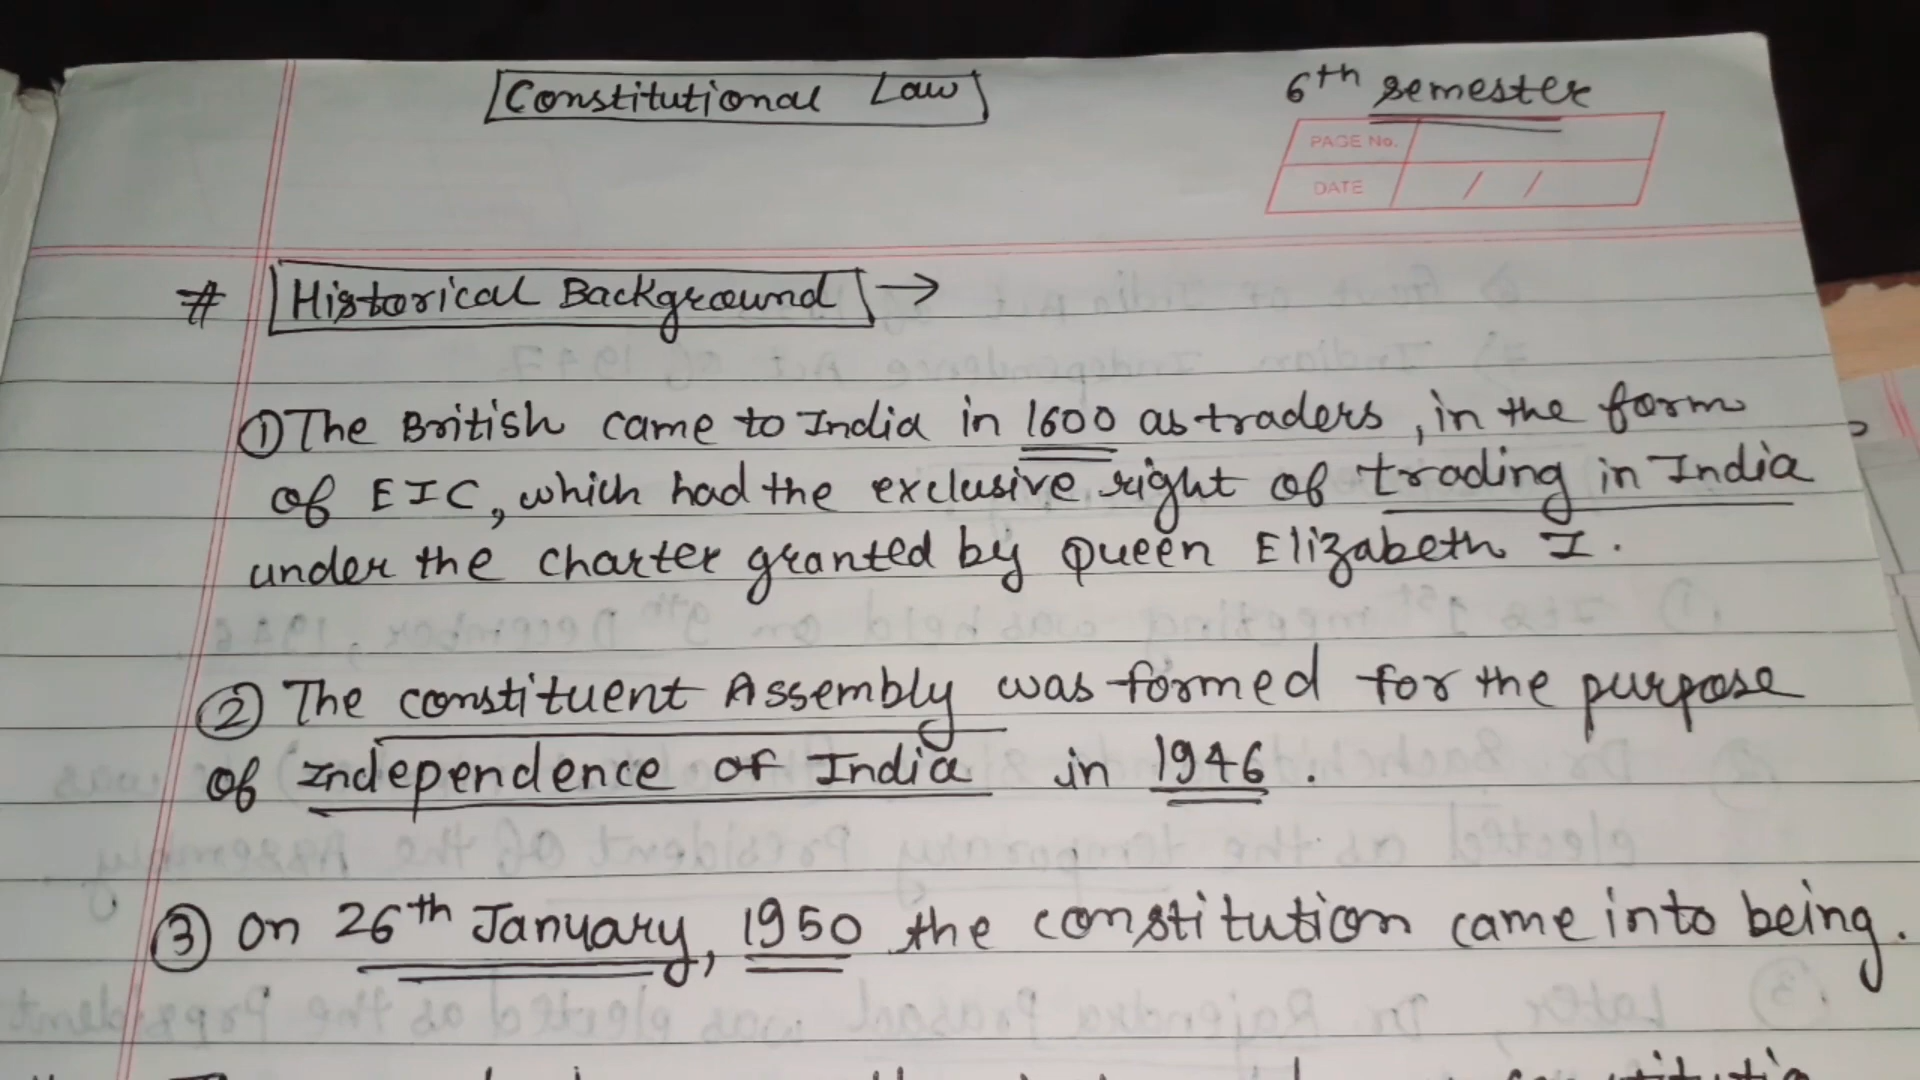 Constitutional Law
6th semester
PAGE No.
DATE / /
# Historical Background →
① The British came to India in 1600 as traders, in the form
of EIC, which had the exclusive right of trading in India
under the charter granted by Queen Elizabeth I.
② The constituent Assembly was formed for the purpose
of Independence of India in 1946.
③ On 26th January, 1950 the constitution came into being.